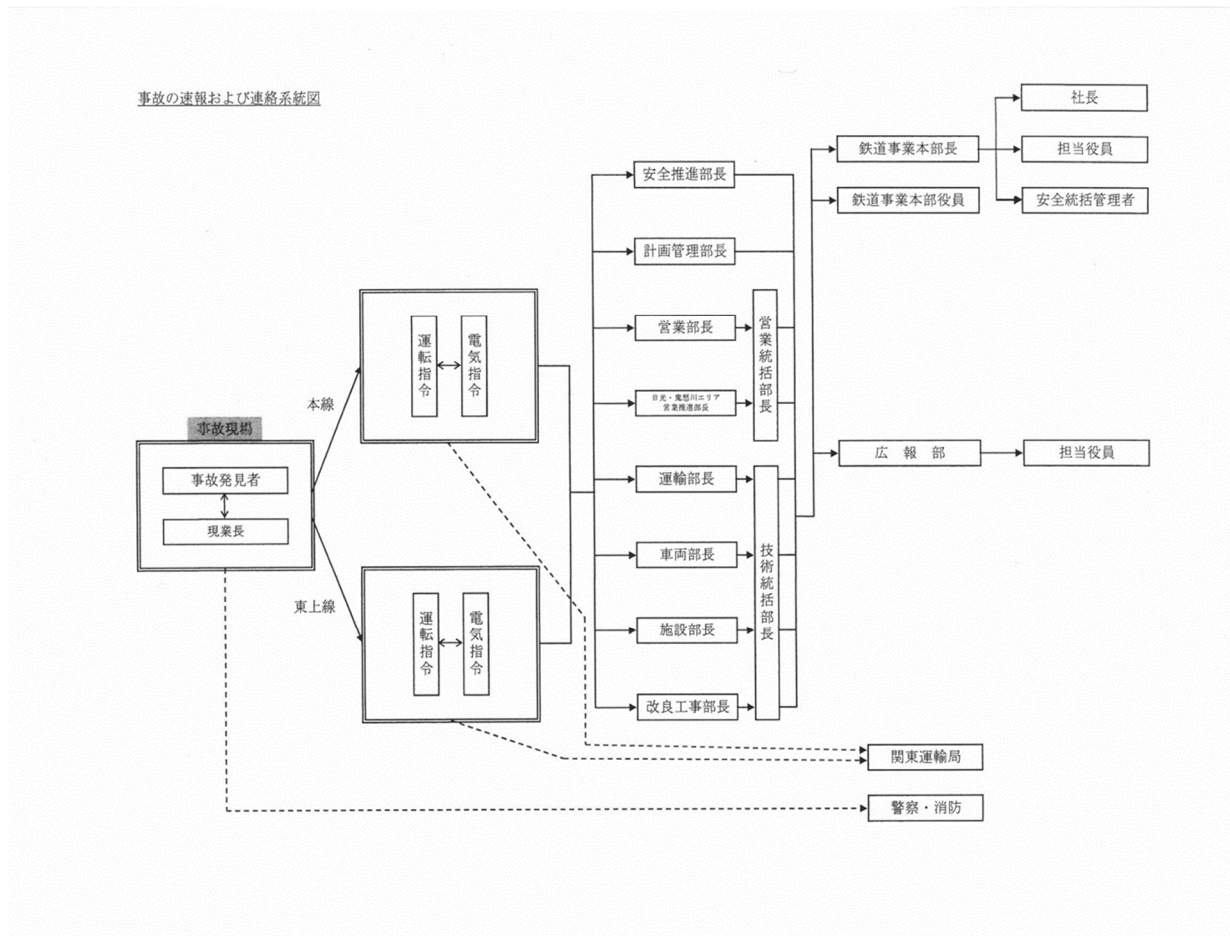 事故の速報および連絡系統図
社長
鉄道事業本部長
担当役員
安全推進部長
鉄道事業本部役員
安全統括管理者
計画管理部長
営業部長
営業統括部長
運転指令
電気指令
日光・鬼怒川エリア
営業推進部長
本線
事故現場
広報部
担当役員
事故発見者
運輸部長
現業長
車両部長
技術統括部長
東上線
運転指令
電気指令
施設部長
改良工事部長
関東運輸局
警察・消防